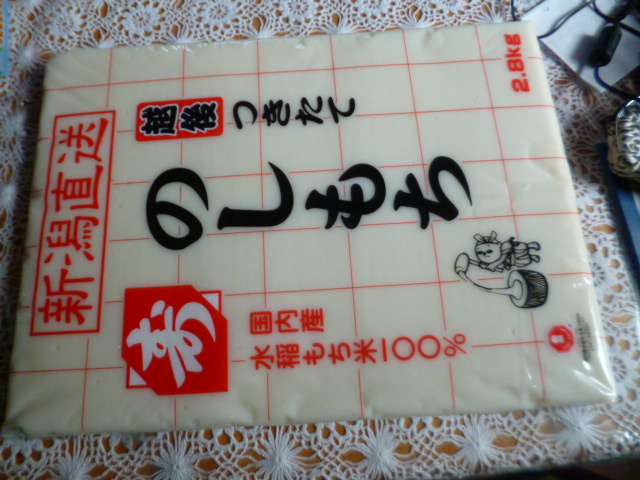 新潟直送
越後
つきたて
のしもち
寿
国内産
水稲もち米一〇〇%
2.8kg